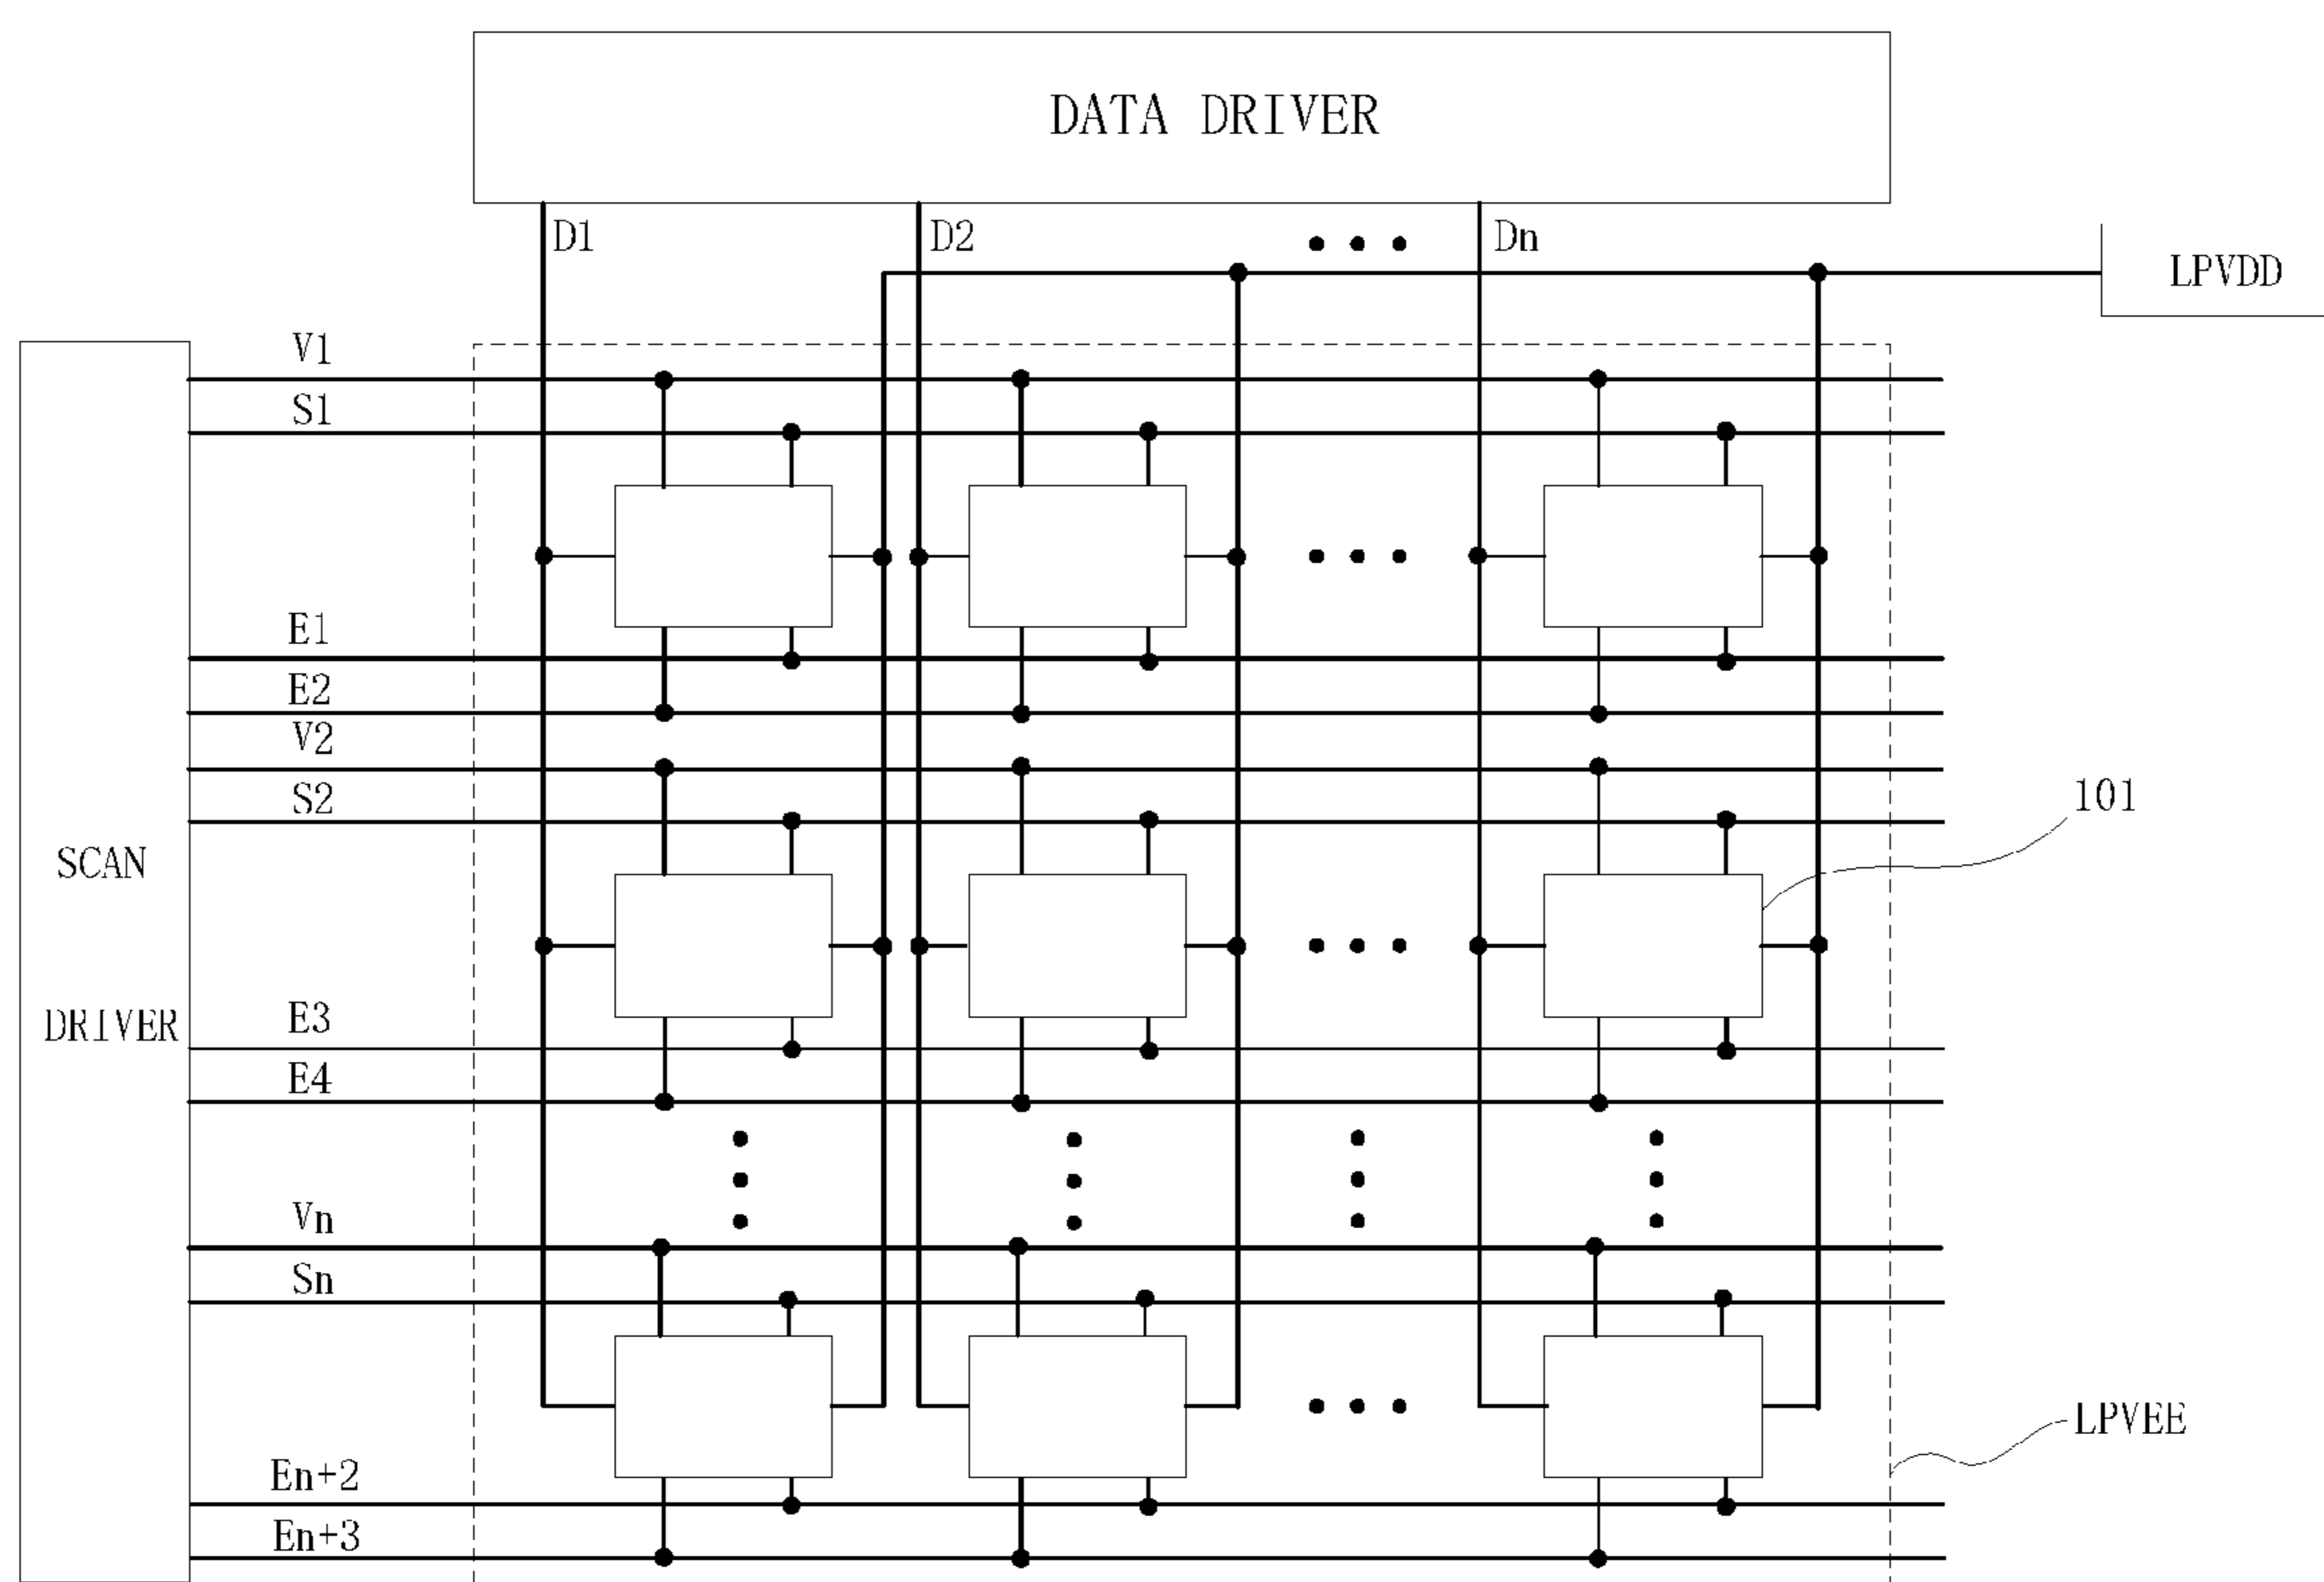 DATA DRIVER
D1
D2
Dn
LPVDD
V1
S1
E1
E2
V2
S2
101
SCAN
DRIVER
E3
E4
Vn
Sn
LPVEE
En+2
En+3